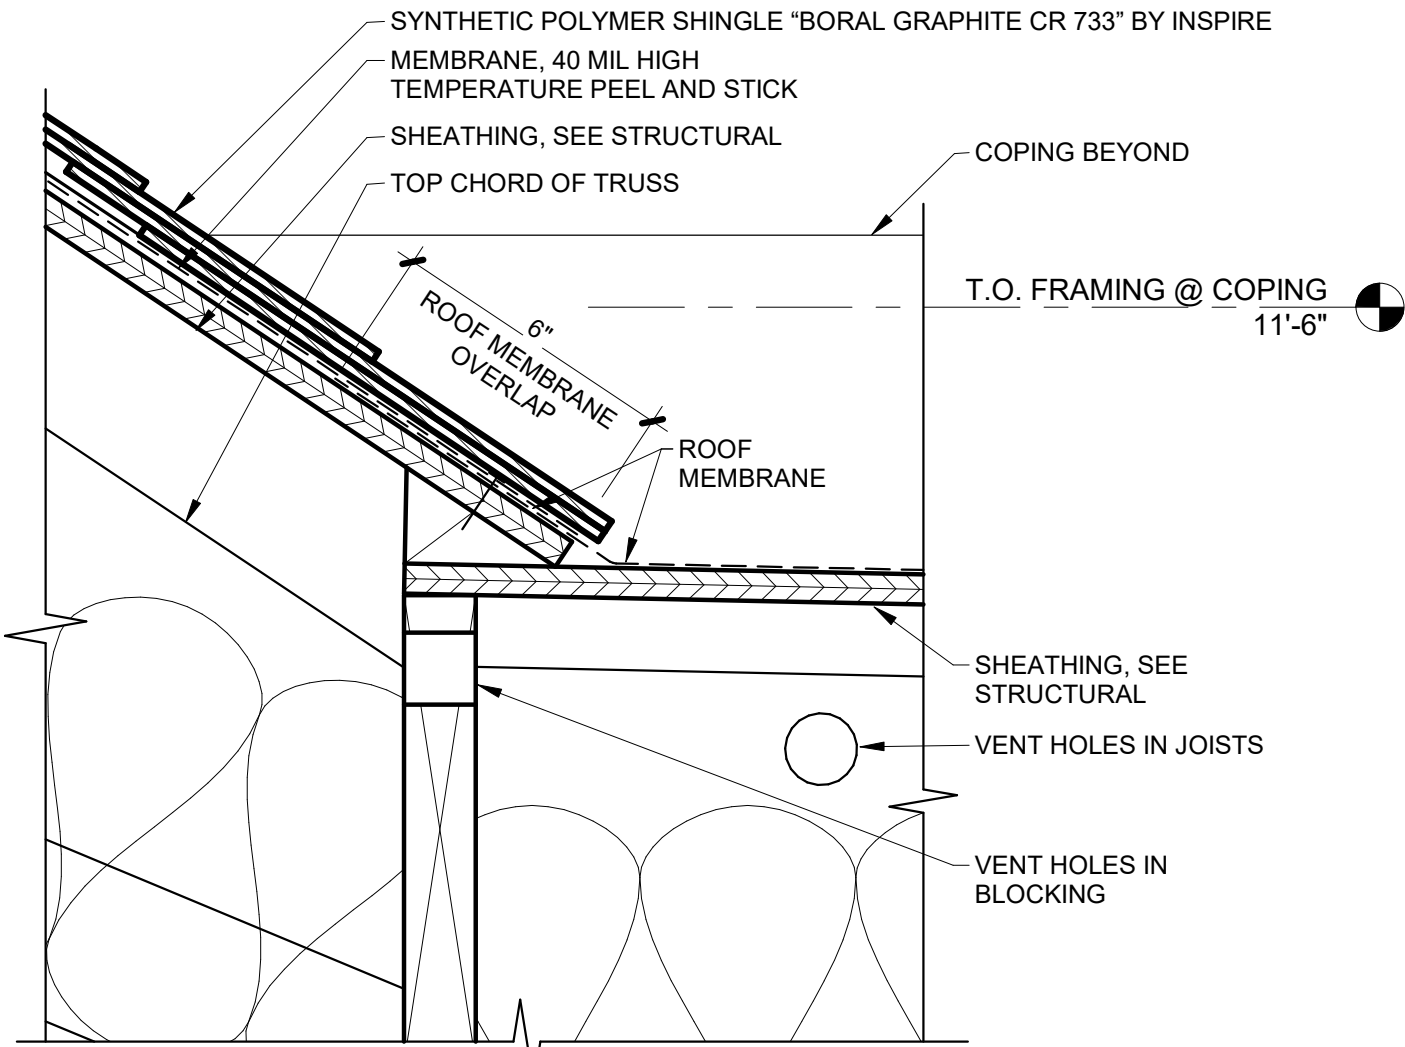 SYNTHETIC POLYMER SHINGLE “BORAL GRAPHITE CR 733” BY INSPIRE
MEMBRANE, 40 MIL HIGH
TEMPERATURE PEEL AND STICK
SHEATHING, SEE STRUCTURAL
TOP CHORD OF TRUSS
COPING BEYOND
T.O. FRAMING @ COPING
11'-6"
6"
ROOF MEMBRANE
OVERLAP
ROOF
MEMBRANE
SHEATHING, SEE
STRUCTURAL
VENT HOLES IN JOISTS
VENT HOLES IN
BLOCKING